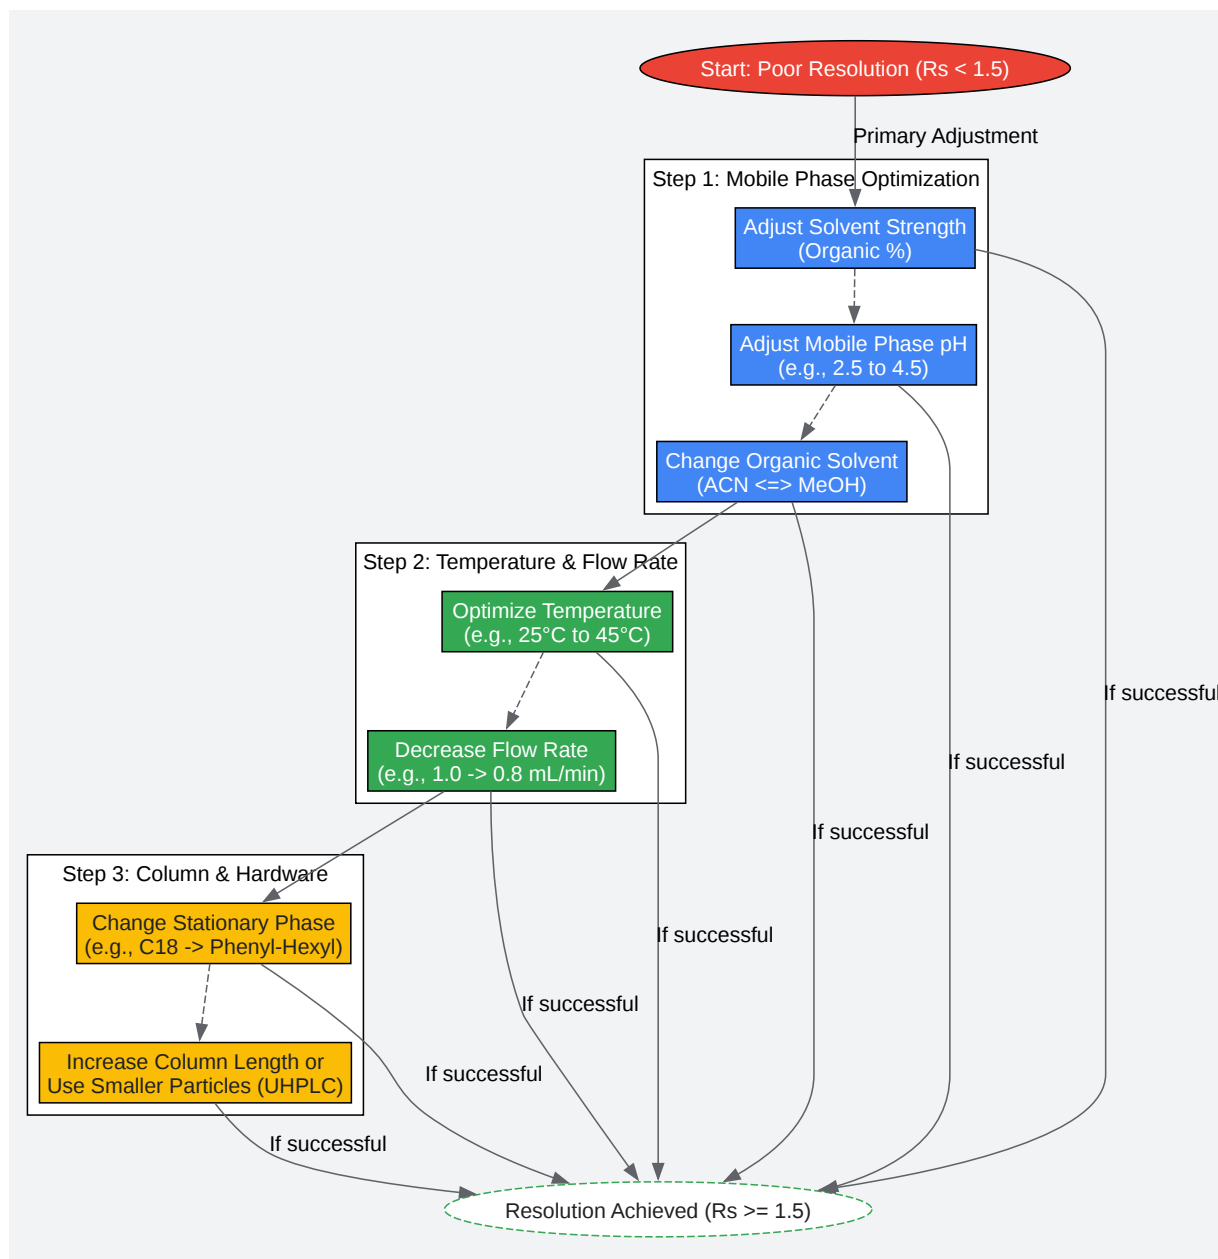 Start: Poor Resolution (Rs < 1.5)
Primary Adjustment
Step 1: Mobile Phase Optimization
Adjust Solvent Strength
(Organic %)
Adjust Mobile Phase pH
(e.g., 2.5 to 4.5)
Change Organic Solvent
(ACN <=> MeOH)
Step 2: Temperature & Flow Rate
Optimize Temperature
(e.g., 25°C to 45°C)
If successful
Decrease Flow Rate
(e.g., 1.0 -> 0.8 mL/min)
If successful
If successful
Step 3: Column & Hardware
Change Stationary Phase
(e.g., C18 -> Phenyl-Hexyl)
If successful
If successful
Increase Column Length or
Use Smaller Particles (UHPLC)
If successful
If successful
Resolution Achieved (Rs >= 1.5)